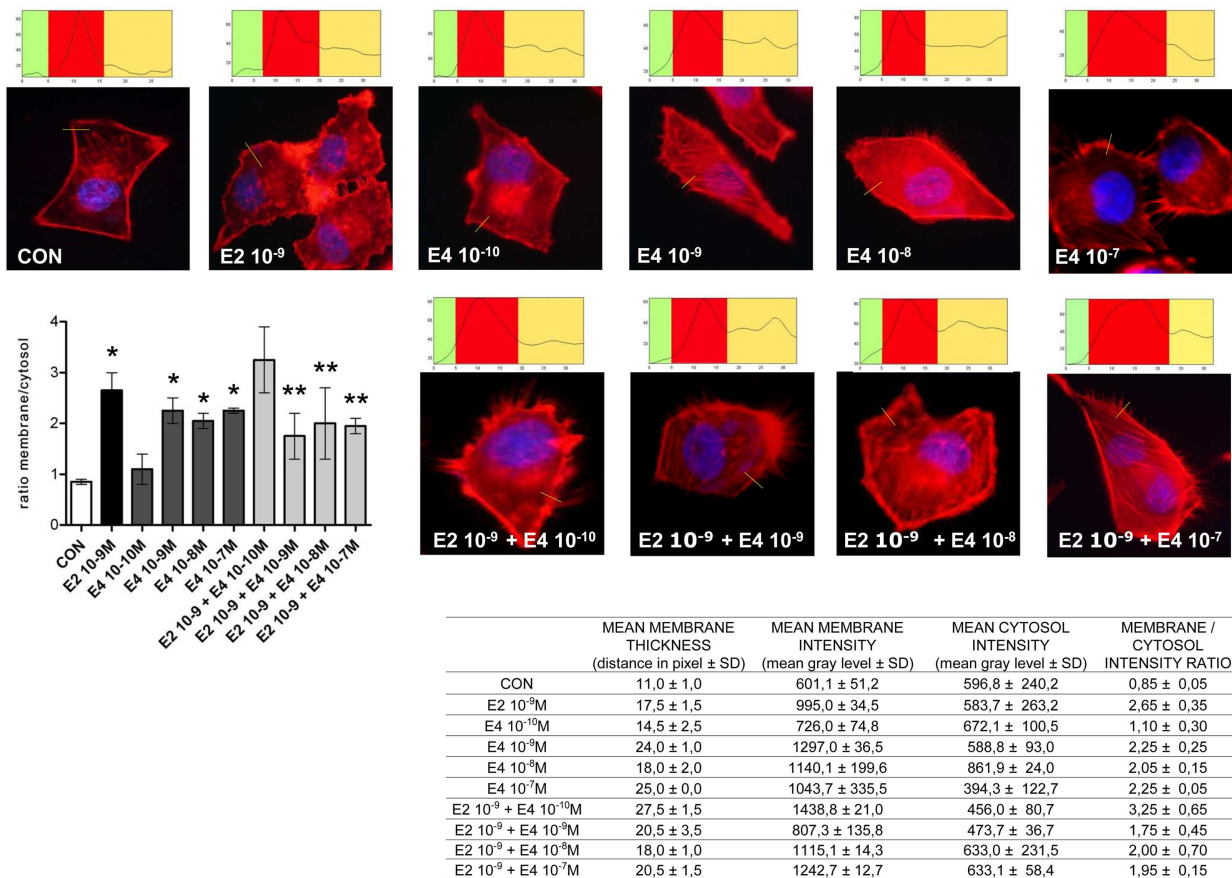 CON
E2 10-9
E4 10-10
E4 10-9
E4 10-8
E4 10-7
ratio membrane/cytosol
4
3
2
1
0
*
*
*
*
**
**
**
CON
E2 10-9M
E4 10-10M
E4 10-9M
E4 10-8M
E4 10-7M
E2 10-9 + E4 10-10M
E2 10-9 + E4 10-9M
E2 10-9 + E4 10-8M
E2 10-9 + E4 10-7M
E2 10-9 + E4 10-10
E2 10-9 + E4 10-9
E2 10-9 + E4 10-8
E2 10-9 + E4 10-7
MEAN MEMBRANE THICKNESS (distance in pixel ± SD)
MEAN MEMBRANE INTENSITY (mean gray level ± SD)
MEAN CYTOSOL INTENSITY (mean gray level ± SD)
MEMBRANE / CYTOSOL INTENSITY RATIO
CON 11,0 ± 1,0 601,1 ± 51,2 596,8 ± 240,2 0,85 ± 0,05
E2 10-9M 17,5 ± 1,5 995,0 ± 34,5 583,7 ± 263,2 2,65 ± 0,35
E4 10-10M 14,5 ± 2,5 726,0 ± 74,8 672,1 ± 100,5 1,10 ± 0,30
E4 10-9M 24,0 ± 1,0 1297,0 ± 36,5 588,8 ± 93,0 2,25 ± 0,25
E4 10-8M 18,0 ± 2,0 1140,1 ± 199,6 861,9 ± 24,0 2,05 ± 0,15
E4 10-7M 25,0 ± 0,0 1043,7 ± 335,5 394,3 ± 122,7 2,25 ± 0,05
E2 10-9 + E4 10-10M 27,5 ± 1,5 1438,8 ± 21,0 456,0 ± 80,7 3,25 ± 0,65
E2 10-9 + E4 10-9M 20,5 ± 3,5 807,3 ± 135,8 473,7 ± 36,7 1,75 ± 0,45
E2 10-9 + E4 10-8M 18,0 ± 1,0 1115,1 ± 14,3 633,0 ± 231,5 2,00 ± 0,70
E2 10-9 + E4 10-7M 20,5 ± 1,5 1242,7 ± 12,7 633,1 ± 58,4 1,95 ± 0,15